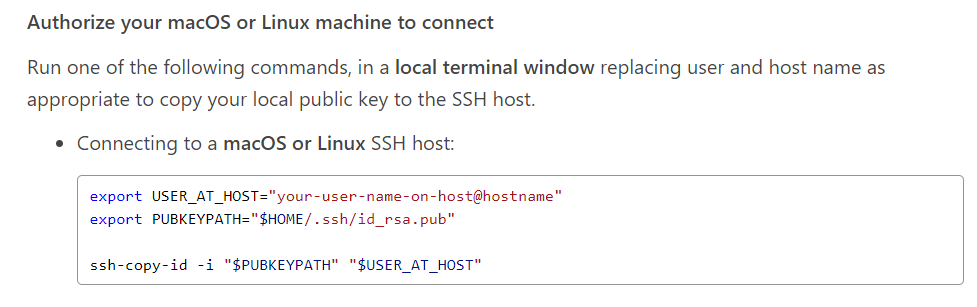 Authorize your macOS or Linux machine to connect
Run one of the following commands, in a local terminal window replacing user and host name as
appropriate to copy your local public key to the SSH host.
• Connecting to a macOS or Linux SSH host:
export USER_AT_HOST="your-user-name-on-host@hostname"
export PUBKEYPATH="$HOME/.ssh/id_rsa.pub"
ssh-copy-id -i "$PUBKEYPATH" "$USER_AT_HOST"